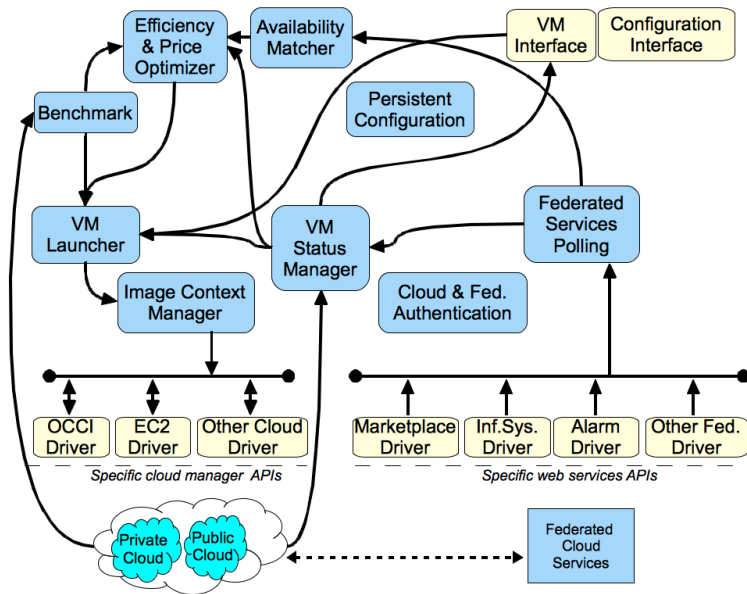 Efficiency
& Price
Optimizer
Availability
Matcher
VM
Interface
Configuration
Interface
Benchmark
Persistent
Configuration
VM
Launcher
VM
Status
Manager
Federated
Services
Polling
Image Context
Manager
Cloud & Fed.
Authentication
OCCI
Driver
EC2
Driver
Other Cloud
Driver
Marketplace
Driver
Inf.Sys.
Driver
Alarm
Driver
Other Fed.
Driver
Specific cloud manager APIs
Specific web services APIs
Private
Cloud
Public
Cloud
Federated
Cloud
Services